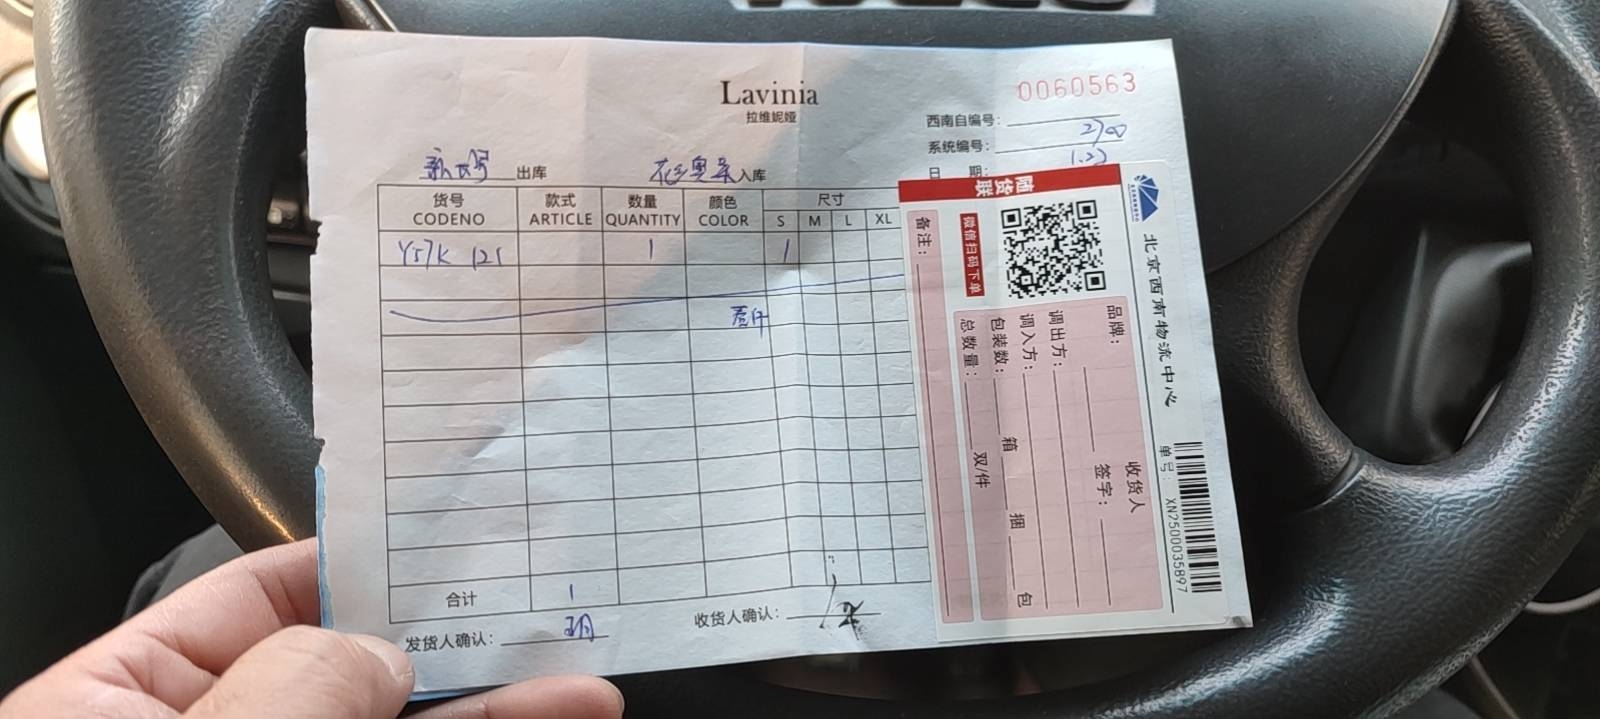 Lavinia
拉维妮娅
0060563
西南自编号:
系统编号:
2700
日 期:
1.23
出库
入库
货号 款式 数量 颜色 尺寸
CODENO ARTICLE QUANTITY COLOR S M L XL
Y57K 121 1 1
合计 1
发货人确认:
收货人确认:
北京西南物流中心
单号: XN2500035897
陆货联
微信扫码下单
品牌:
调出方:
调入方:
包装数: 箱 捆 包
总数量: 双/件
备注:
收货人
签字: